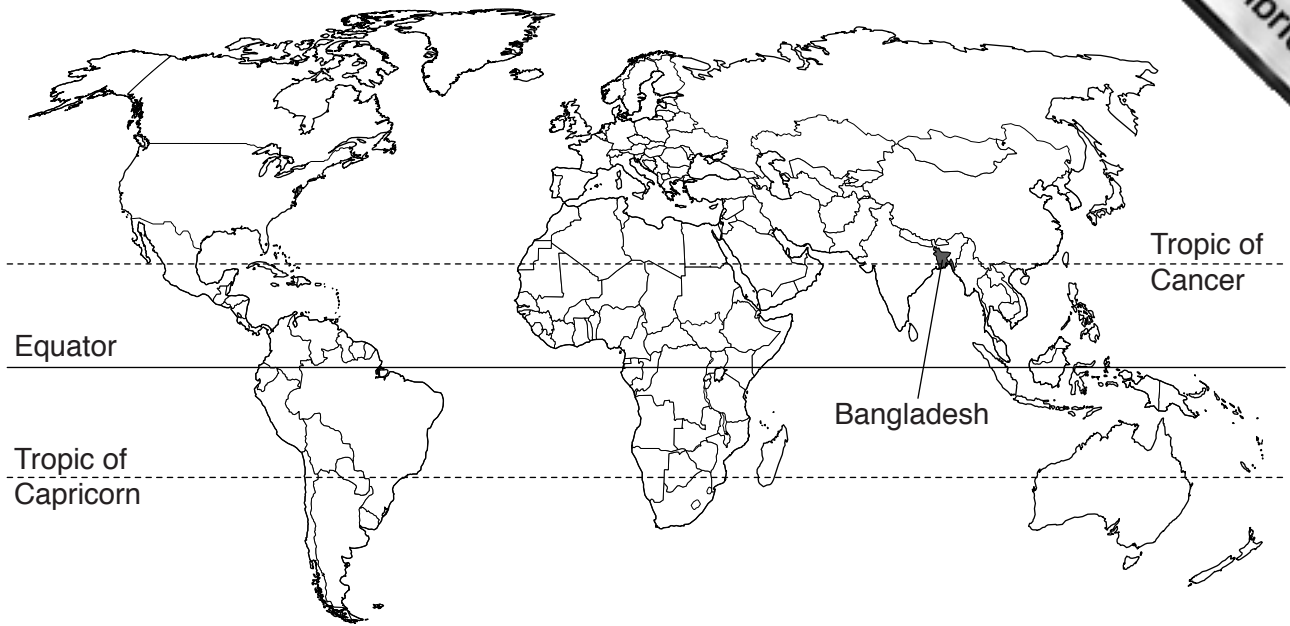 Tropic of
Cancer
Equator
Bangladesh
Tropic of
Capricorn